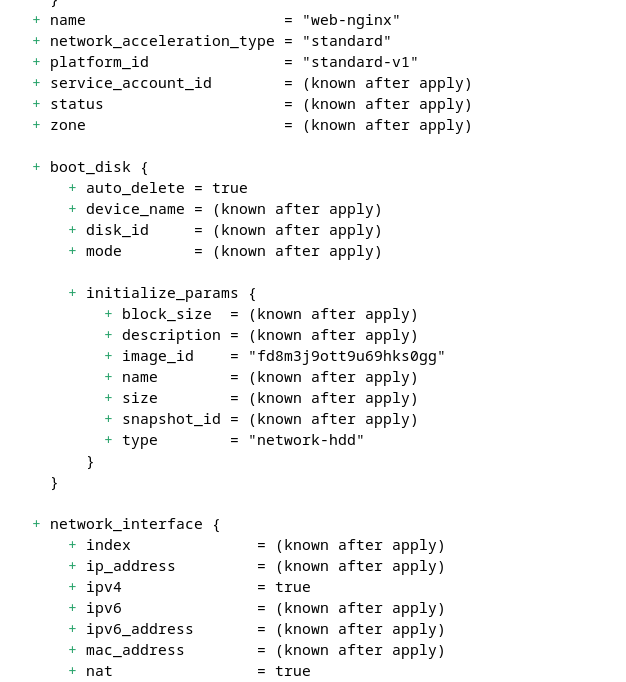 }
+ name                      = "web-nginx"
+ network_acceleration_type = "standard"
+ platform_id               = "standard-v1"
+ service_account_id        = (known after apply)
+ status                    = (known after apply)
+ zone                      = (known after apply)
+ boot_disk {
+ auto_delete = true
+ device_name = (known after apply)
+ disk_id     = (known after apply)
+ mode        = (known after apply)
+ initialize_params {
+ block_size  = (known after apply)
+ description = (known after apply)
+ image_id    = "fd8m3j9ott9u69hks0gg"
+ name        = (known after apply)
+ size        = (known after apply)
+ snapshot_id = (known after apply)
+ type        = "network-hdd"
}
}
+ network_interface {
+ index              = (known after apply)
+ ip_address         = (known after apply)
+ ipv4               = true
+ ipv6               = (known after apply)
+ ipv6_address       = (known after apply)
+ mac_address        = (known after apply)
+ nat                = true